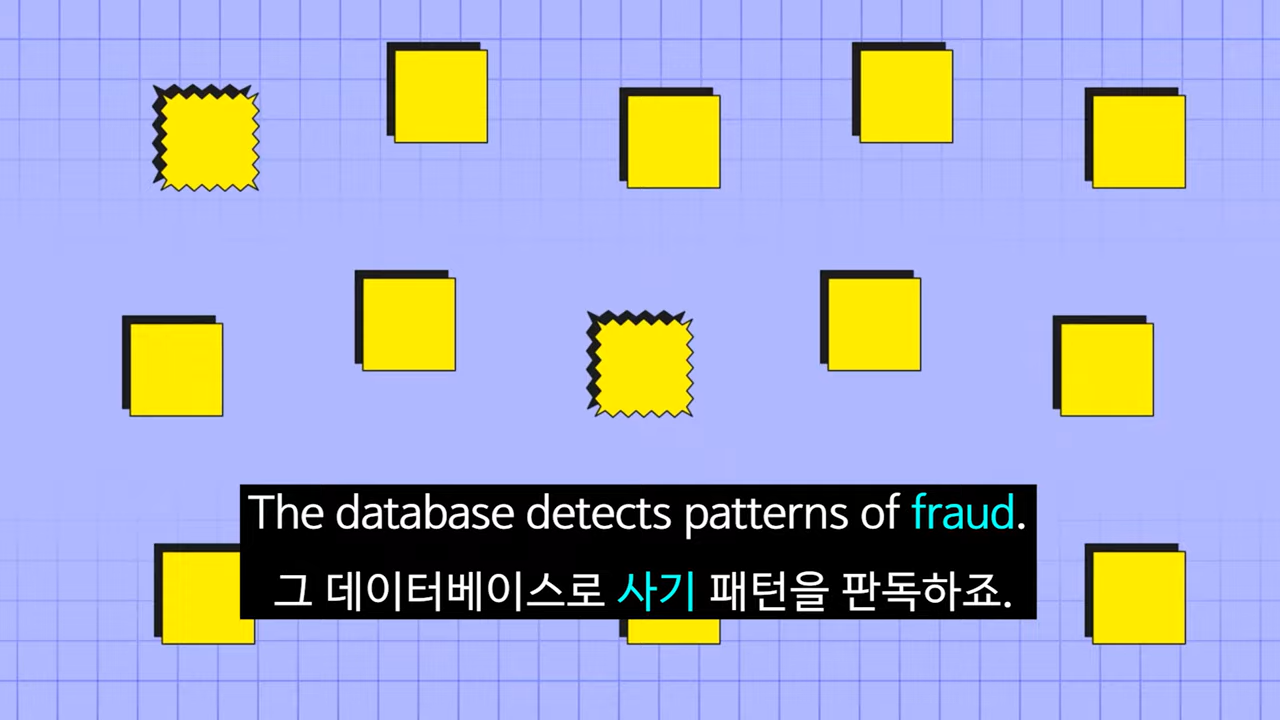 The database detects patterns of fraud.
그 데이터베이스로 사기 패턴을 판독하죠.